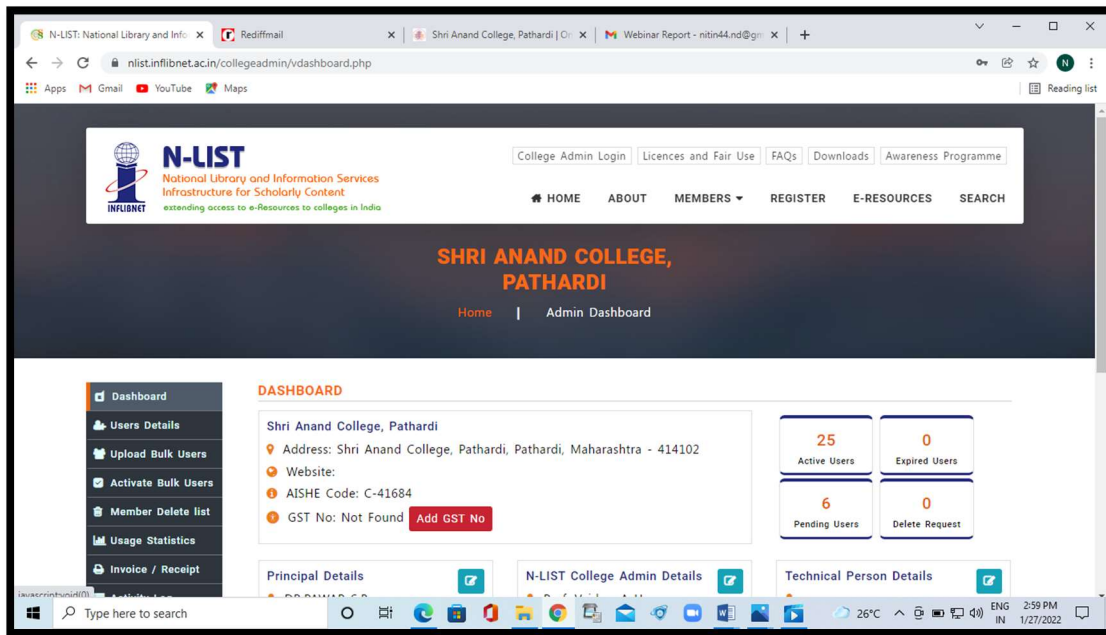 N-LIST: National Library and Info
Rediffmail
Shri Anand College, Pathardi | On
Webinar Report - nitin44.nd@gm
nlist.inflibnet.ac.in/collegeadmin/vdashboard.php
N
Apps
Gmail
YouTube
Maps
Reading list
INFLIBNET
N-LIST
National Library and Information Services
Infrastructure for Scholarly Content
extending access to e-Resources to colleges in India
College Admin Login
Licences and Fair Use
FAQs
Downloads
Awareness Programme
HOME
ABOUT
MEMBERS
REGISTER
E-RESOURCES
SEARCH
SHRI ANAND COLLEGE,
PATHARDI
Home | Admin Dashboard
Dashboard
Users Details
Upload Bulk Users
Activate Bulk Users
Member Delete list
Usage Statistics
Invoice / Receipt
DASHBOARD
Shri Anand College, Pathardi
Address: Shri Anand College, Pathardi, Pathardi, Maharashtra - 414102
Website:
AISHE Code: C-41684
GST No: Not Found Add GST No
25
Active Users
0
Expired Users
6
Pending Users
0
Delete Request
Principal Details
N-LIST College Admin Details
Technical Person Details
javascript:void(0)
Type here to search
26°C
ENG
IN
2:59 PM
1/27/2022